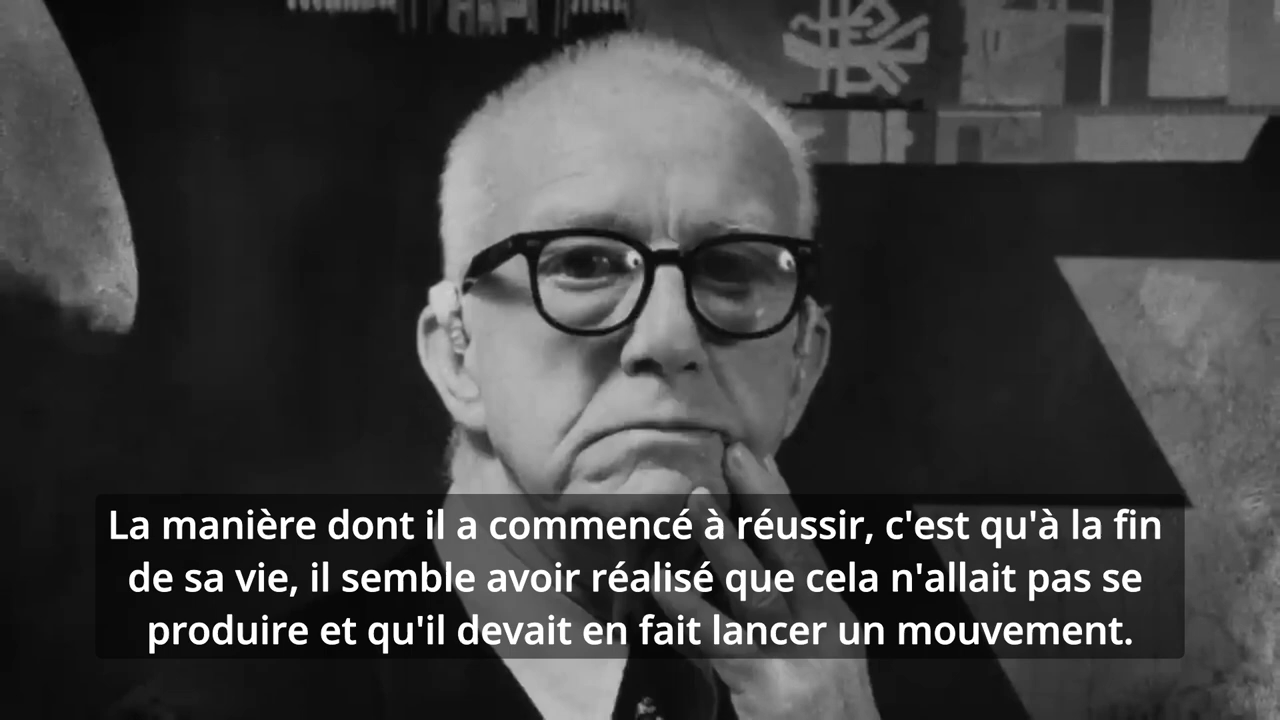 La manière dont il a commencé à réussir, c'est qu'à la fin
de sa vie, il semble avoir réalisé que cela n'allait pas se
produire et qu'il devait en fait lancer un mouvement.